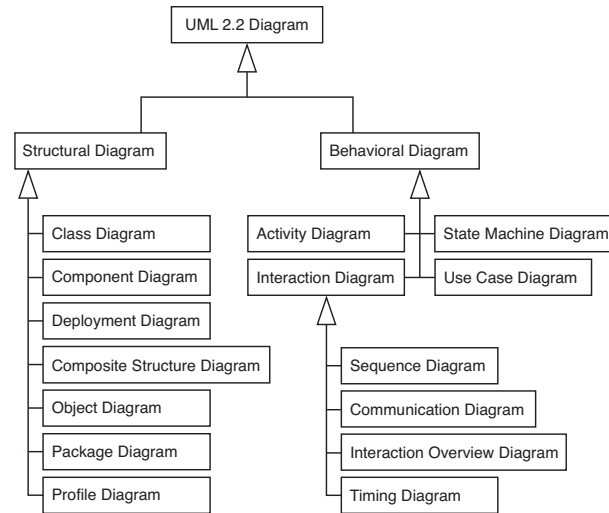 UML 2.2 Diagram
Structural Diagram
Behavioral Diagram
Class Diagram
Component Diagram
Deployment Diagram
Composite Structure Diagram
Object Diagram
Package Diagram
Profile Diagram
Activity Diagram
State Machine Diagram
Interaction Diagram
Use Case Diagram
Sequence Diagram
Communication Diagram
Interaction Overview Diagram
Timing Diagram